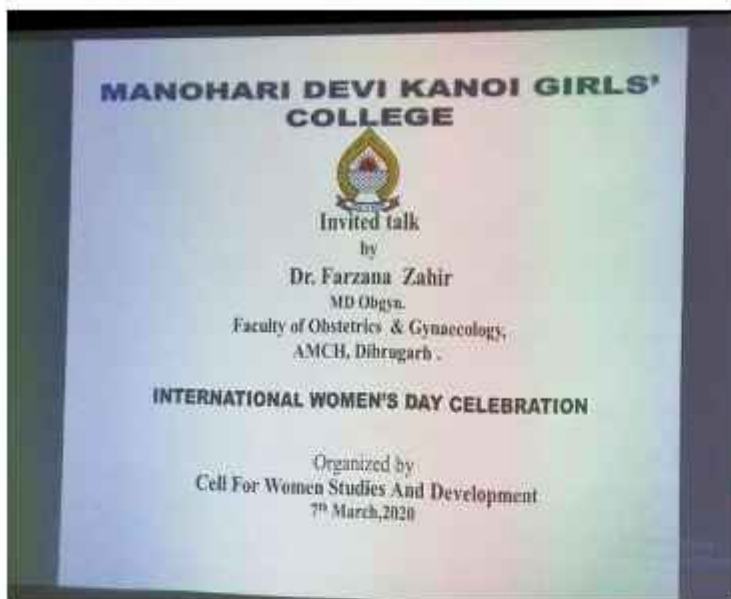 MANOHARI DEVI KANOI GIRLS'
COLLEGE
Invited talk
by
Dr. Farzana Zahir
MD Obgyn.
Faculty of Obstetrics & Gynaecology,
AMCH, Dibrugarh .
INTERNATIONAL WOMEN'S DAY CELEBRATION
Organized by
Cell For Women Studies And Development
7th March,2020